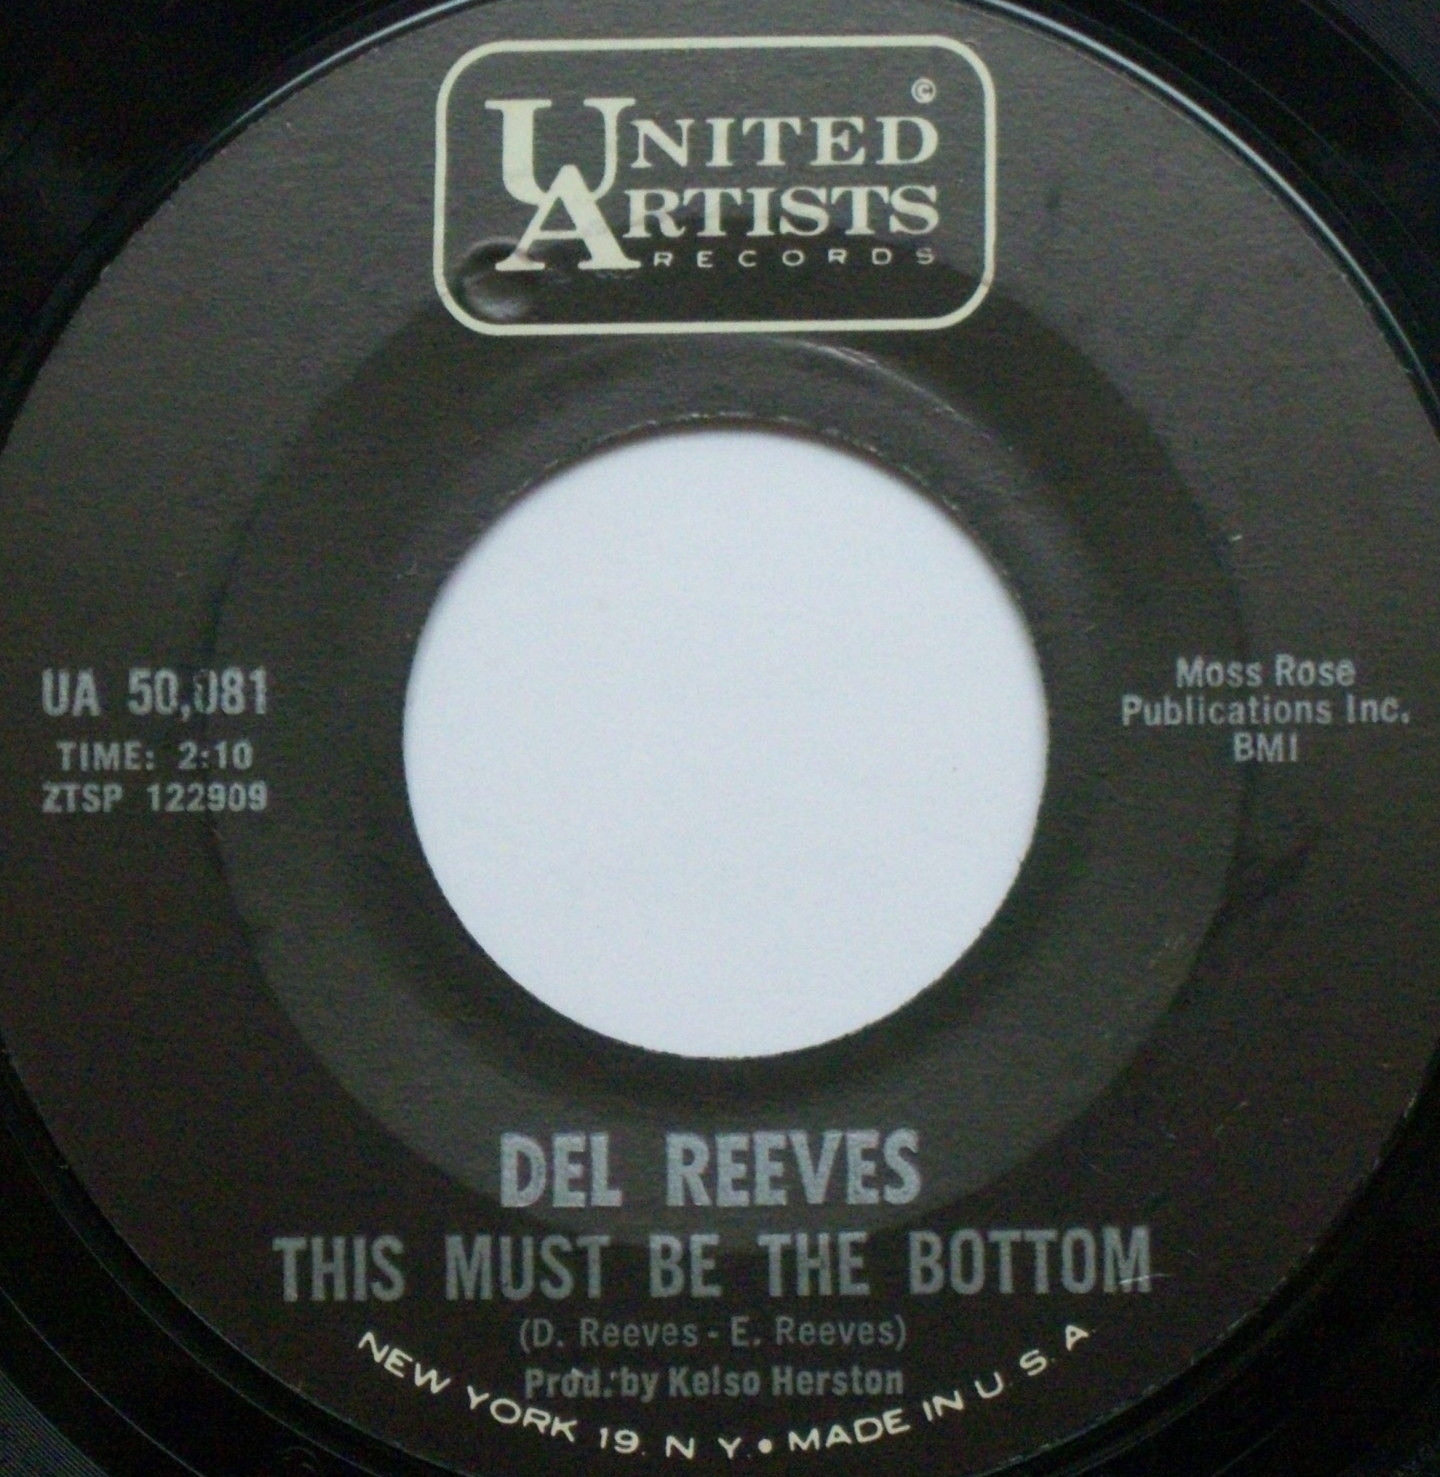 ©
UNITED
ARTISTS
RECORDS
UA 50,081
TIME: 2:10
ZTSP 122909
Moss Rose
Publications Inc.
BMI
DEL REEVES
THIS MUST BE THE BOTTOM
(D. Reeves - E. Reeves)
Prod. by Kelso Herston
NEW YORK 19. N Y. • MADE IN U. S. A.